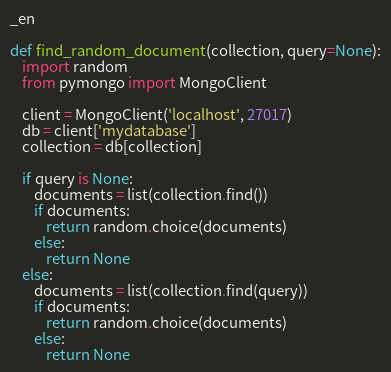 _en

def find_random_document(collection, query=None):
    import random
    from pymongo import MongoClient

    client = MongoClient('localhost', 27017)
    db = client['mydatabase']
    collection = db[collection]

    if query is None:
        documents = list(collection.find())
        if documents:
            return random.choice(documents)
        else:
            return None
    else:
        documents = list(collection.find(query))
        if documents:
            return random.choice(documents)
        else:
            return None